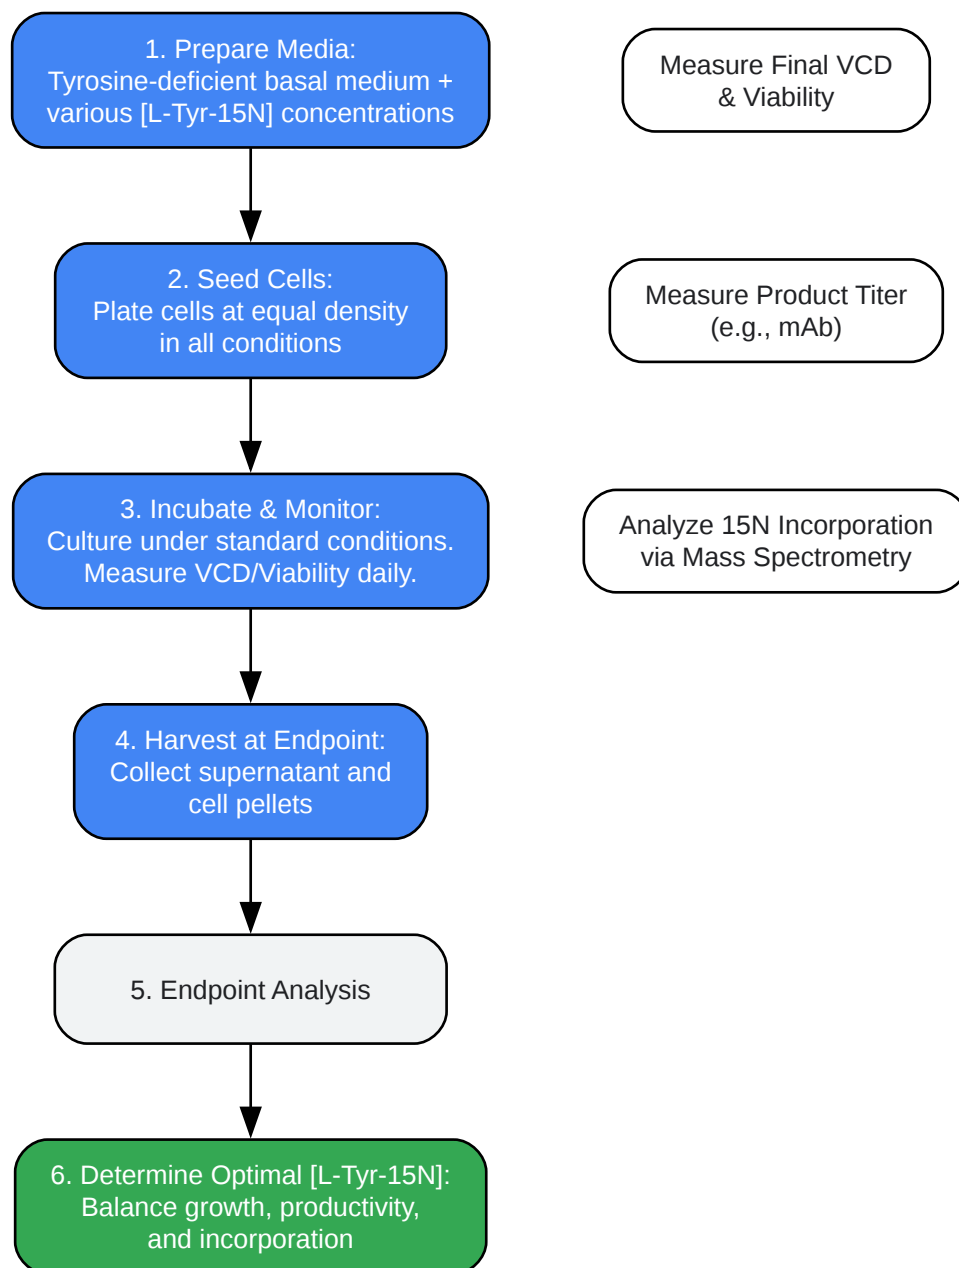 1. Prepare Media:
Tyrosine-deficient basal medium +
various [L-Tyr-15N] concentrations
Measure Final VCD
& Viability
2. Seed Cells:
Plate cells at equal density
in all conditions
Measure Product Titer
(e.g., mAb)
3. Incubate & Monitor:
Culture under standard conditions.
Measure VCD/Viability daily.
Analyze 15N Incorporation
via Mass Spectrometry
4. Harvest at Endpoint:
Collect supernatant and
cell pellets
5. Endpoint Analysis
6. Determine Optimal [L-Tyr-15N]:
Balance growth, productivity,
and incorporation